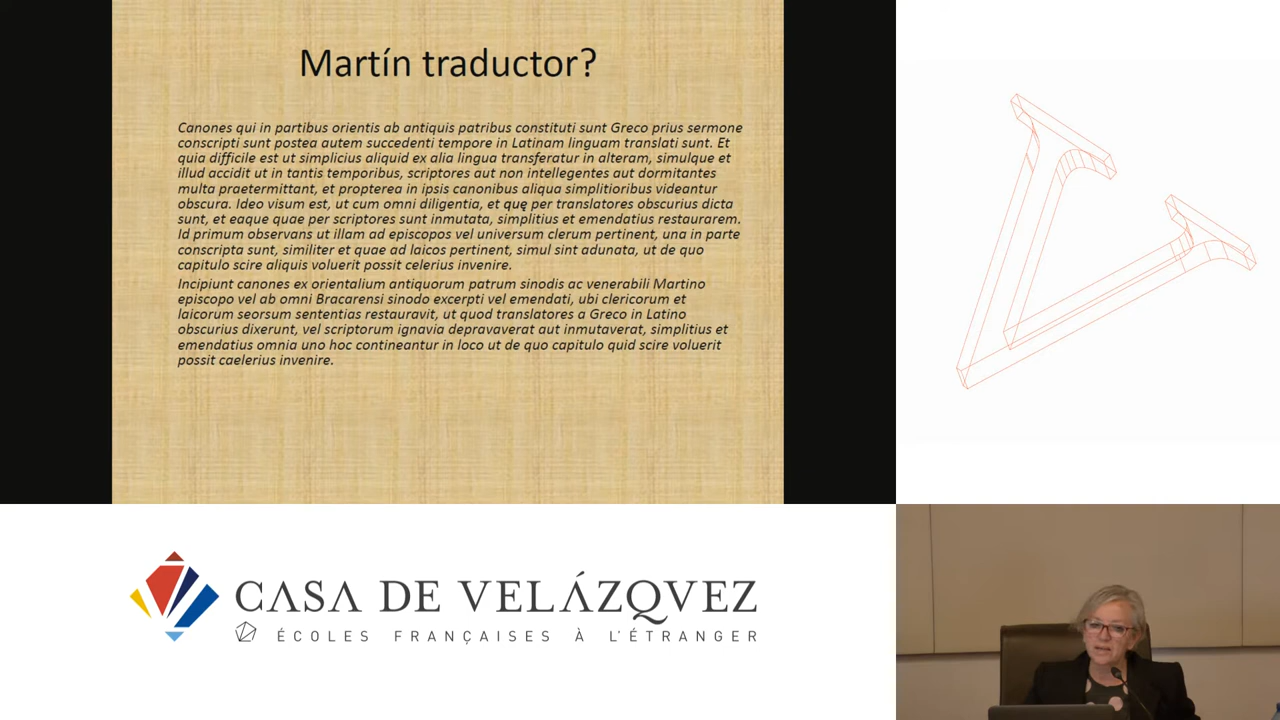 Martín traductor?
Canones qui in partibus orientis ab antiquis patribus constituti sunt Greco prius sermone
conscripti sunt postea autem succedenti tempore in Latinam linguam translati sunt. Et
quia difficile est ut simplicius aliquid ex alia lingua transferatur in alteram, simulque et
illud accidit ut in tantis temporibus, scriptores aut non intellegentes aut dormitantes
multa praetermittant, et propterea in ipsis canonibus aliqua simplitioribus videantur
obscura. Ideo visum est, ut cum omni diligentia, et quę per translatores obscurius dicta
sunt, et eaque quae per scriptores sunt inmutata, simplitius et emendatius restaurarem.
Id primum observans ut illam ad episcopos vel universum clerum pertinent, una in parte
conscripta sunt, similiter et quae ad laicos pertinent, simul sint adunata, ut de quo
capitulo scire aliquis voluerit possit celerius invenire.
Incipiunt canones ex orientalium antiquorum patrum sinodis ac venerabili Martino
episcopo vel ab omni Bracarensi sinodo excerpti vel emendati, ubi clericorum et
laicorum seorsum sententias restauravit, ut quod translatores a Greco in Latino
obscurius dixerunt, vel scriptorum ignavia depravaverat aut inmutaverat, simplitius et
emendatius omnia uno hoc contineantur in loco ut de quo capitulo quid scire voluerit
possit caelerius invenire.
CASA DE VELÁZQVEZ
ÉCOLES FRANÇAISES À L'ÉTRANGER